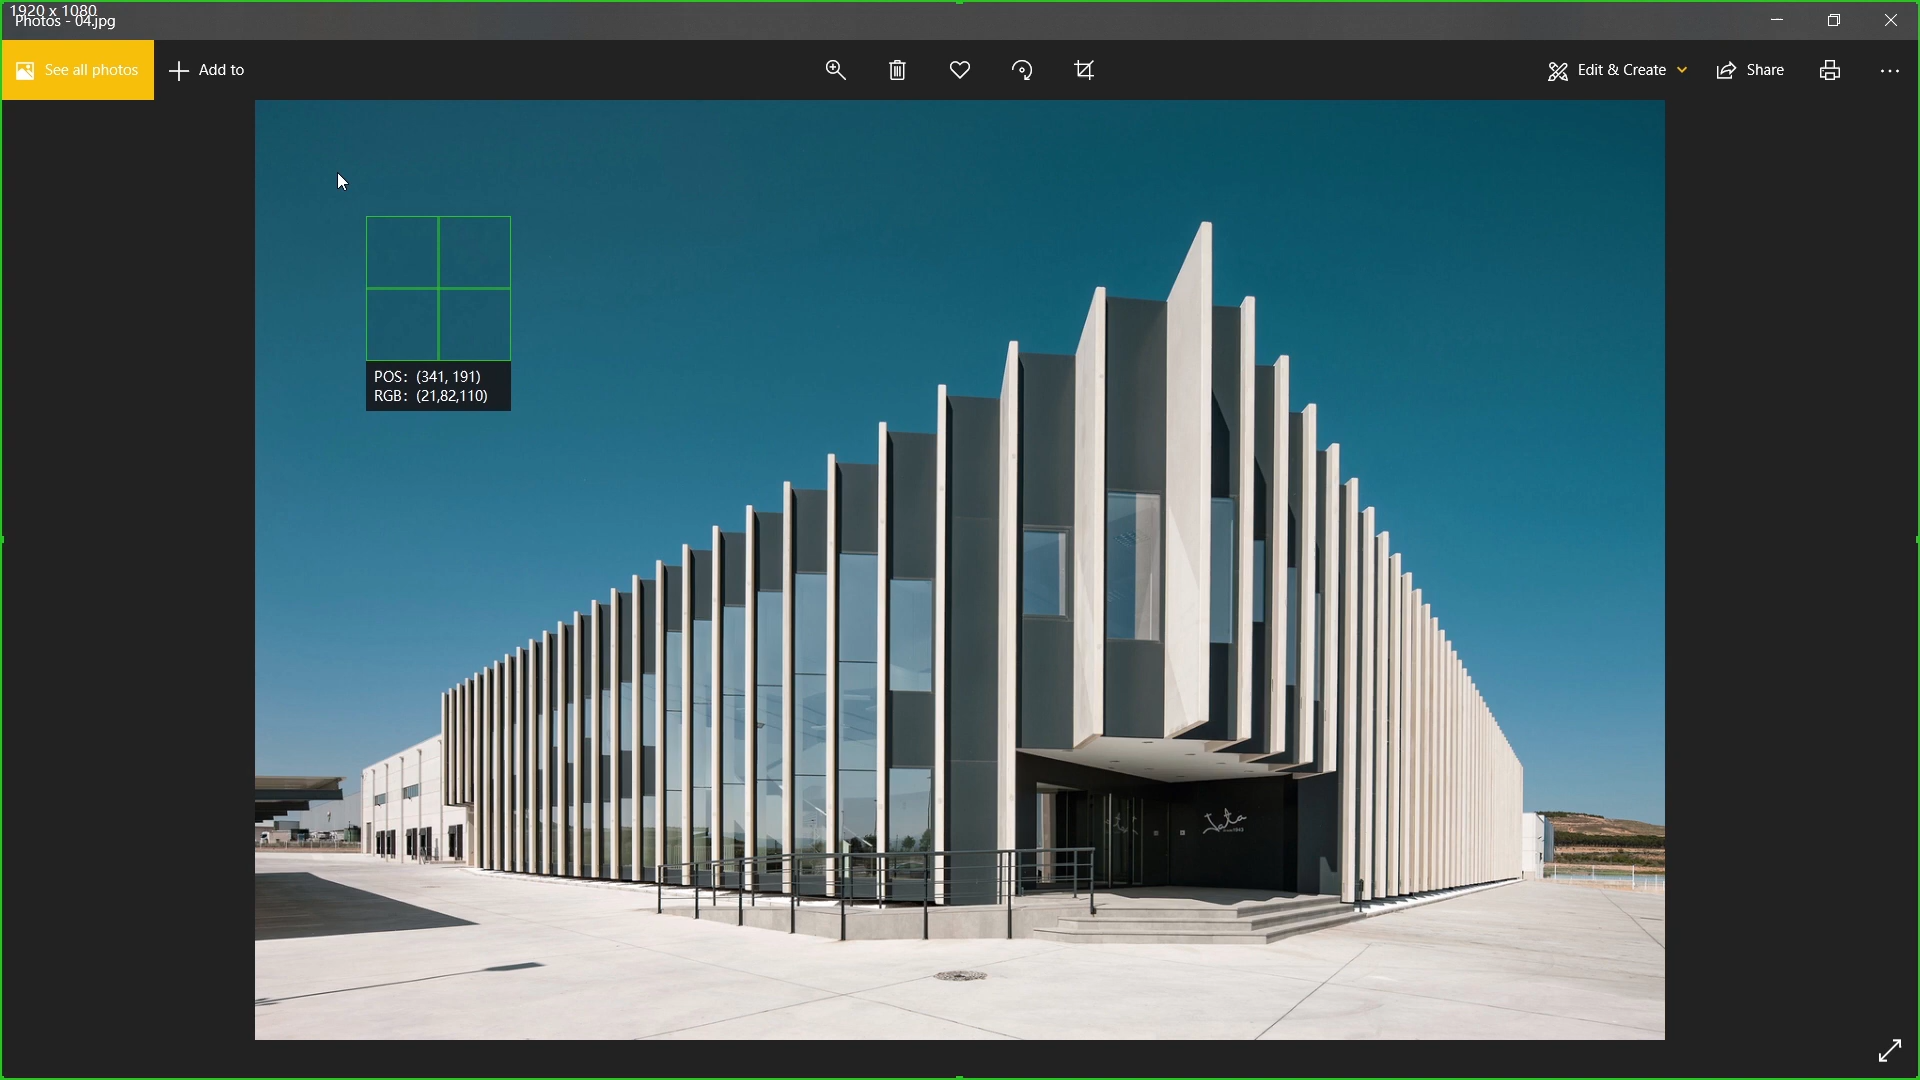 1920 x 1080
Photos - 04.jpg
See all photos
Add to
Edit & Create
Share
POS: (341, 191)
RGB: (21,82,110)
Jata